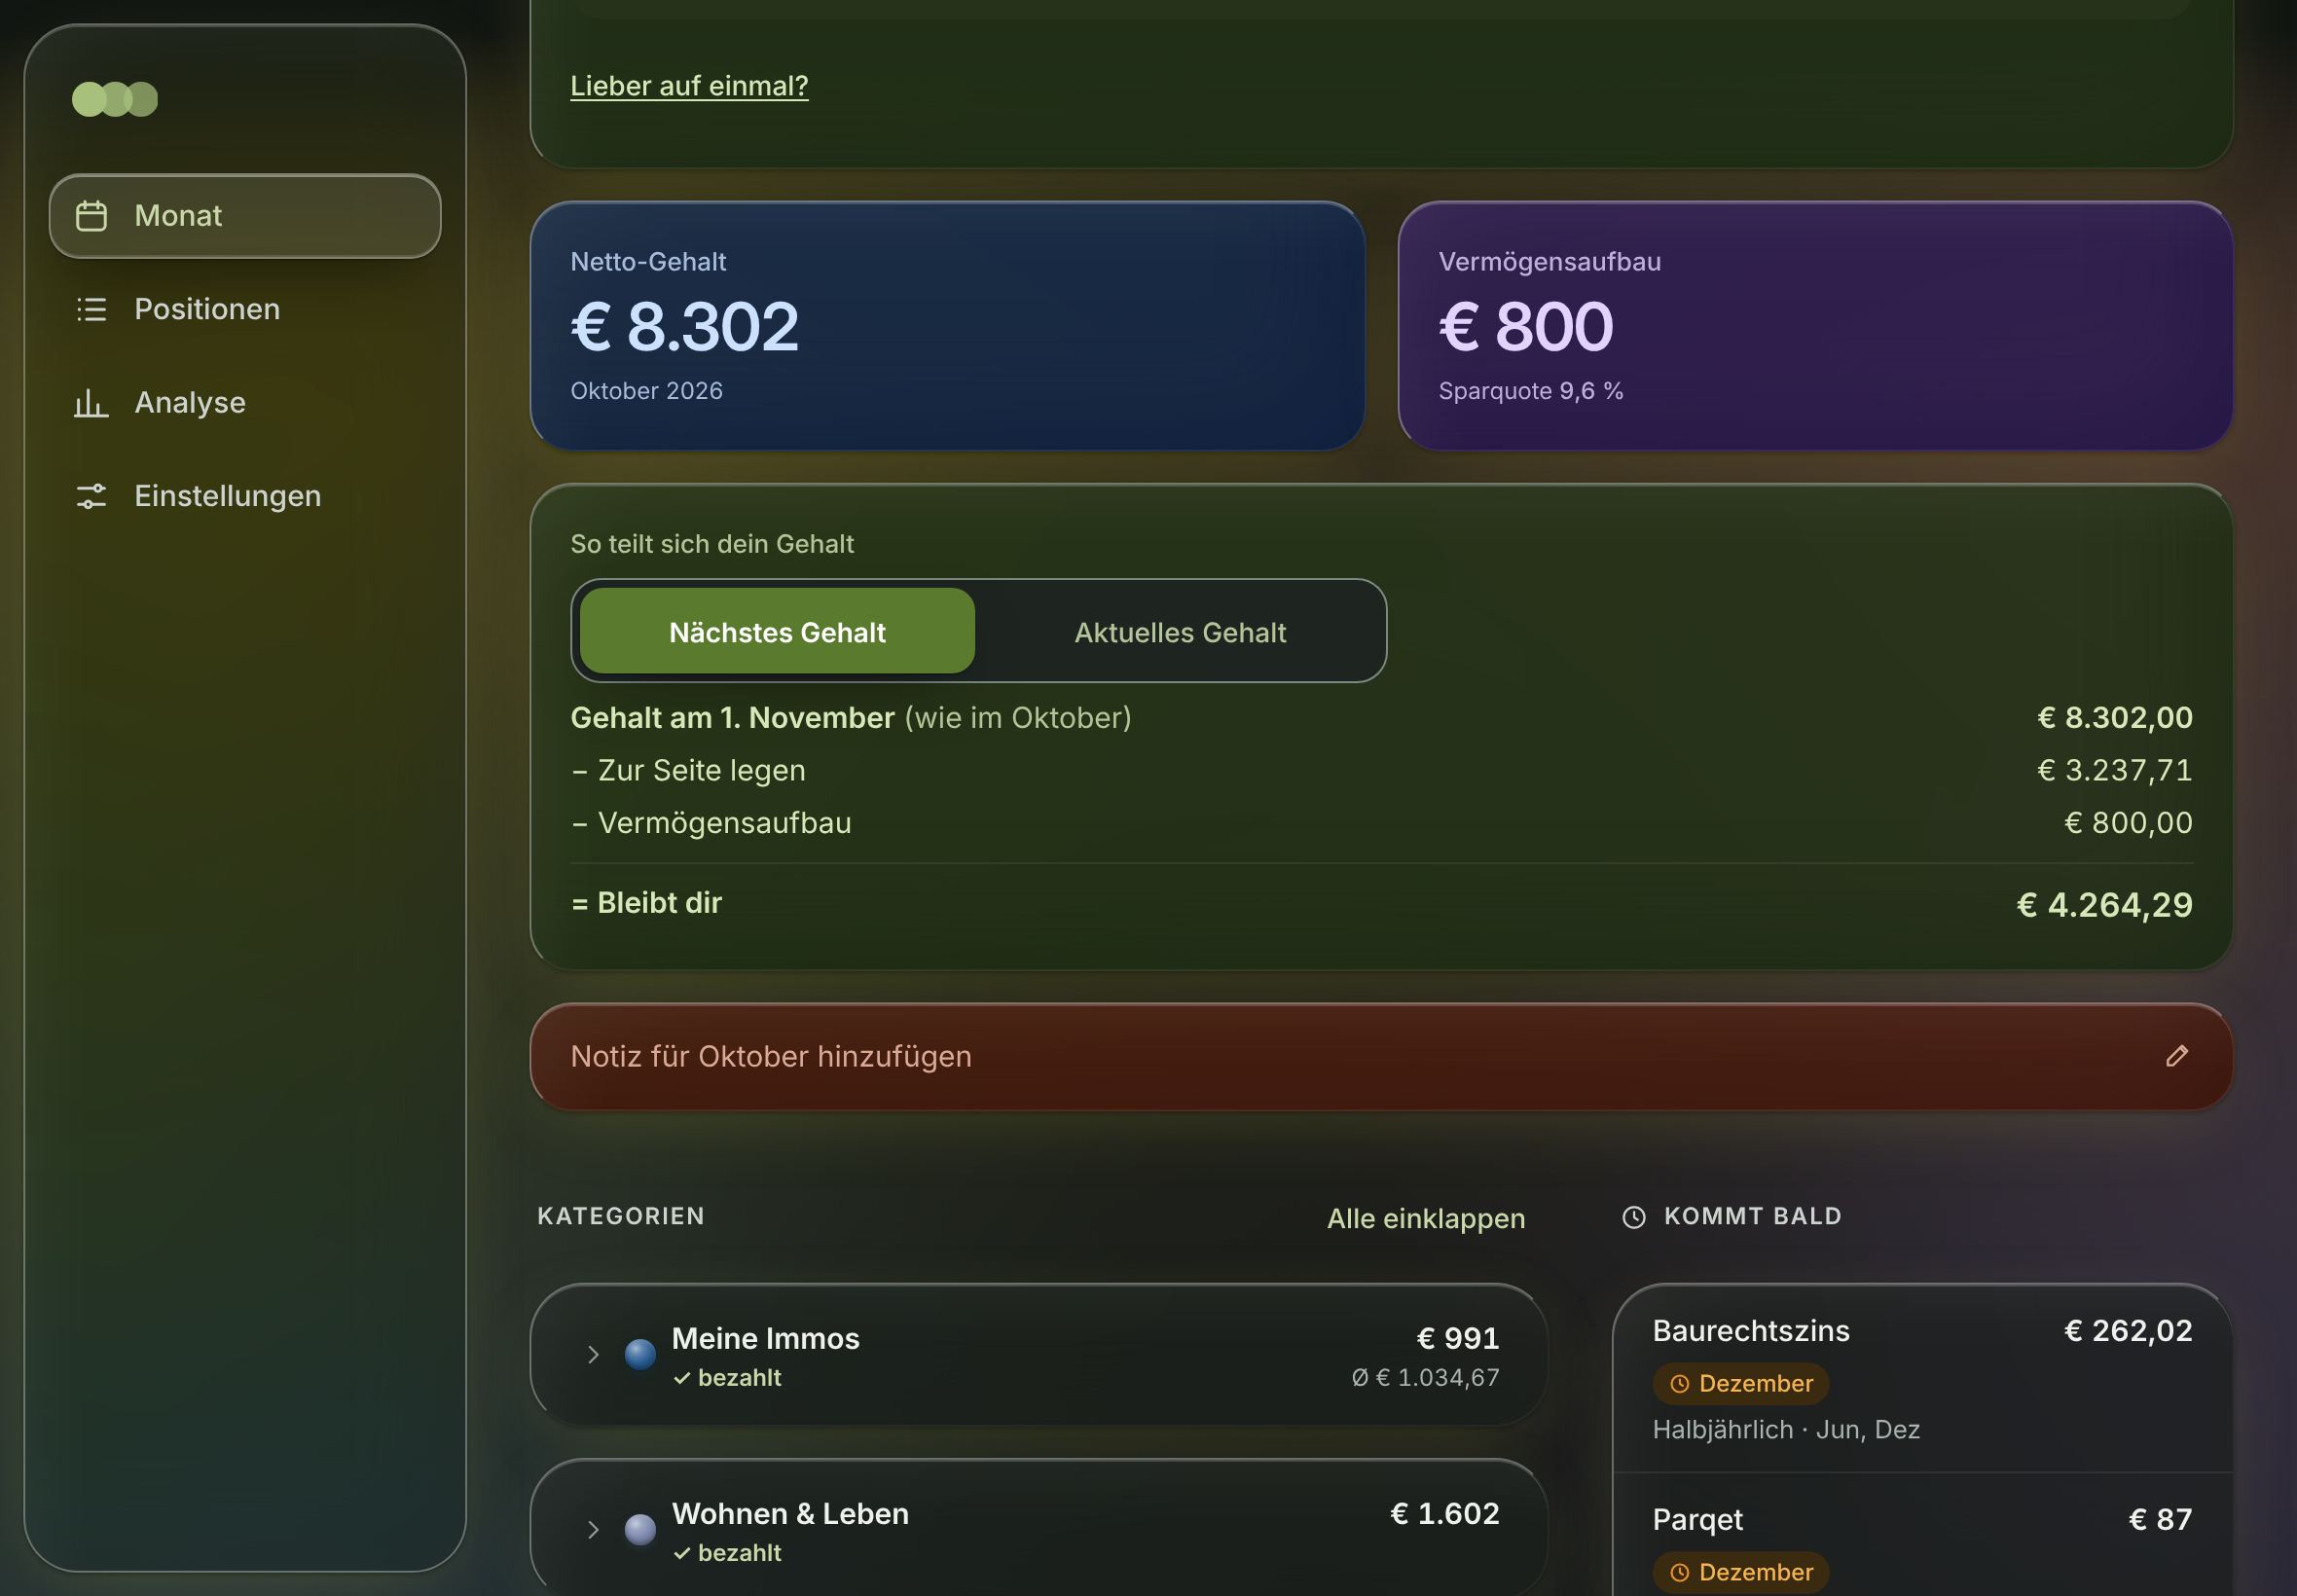 Monat
Positionen
Analyse
Einstellungen
Lieber auf einmal?
Netto-Gehalt
€ 8.302
Oktober 2026
Vermögensaufbau
€ 800
Sparquote 9,6 %
So teilt sich dein Gehalt
Nächstes Gehalt
Aktuelles Gehalt
Gehalt am 1. November (wie im Oktober) € 8.302,00
− Zur Seite legen € 3.237,71
− Vermögensaufbau € 800,00
= Bleibt dir € 4.264,29
Notiz für Oktober hinzufügen
KATEGORIEN
Alle einklappen
Meine Immos € 991
✓ bezahlt Ø € 1.034,67
Wohnen & Leben € 1.602
✓ bezahlt
KOMMT BALD
Baurechtszins € 262,02
Dezember
Halbjährlich · Jun, Dez
Parqet € 87
Dezember